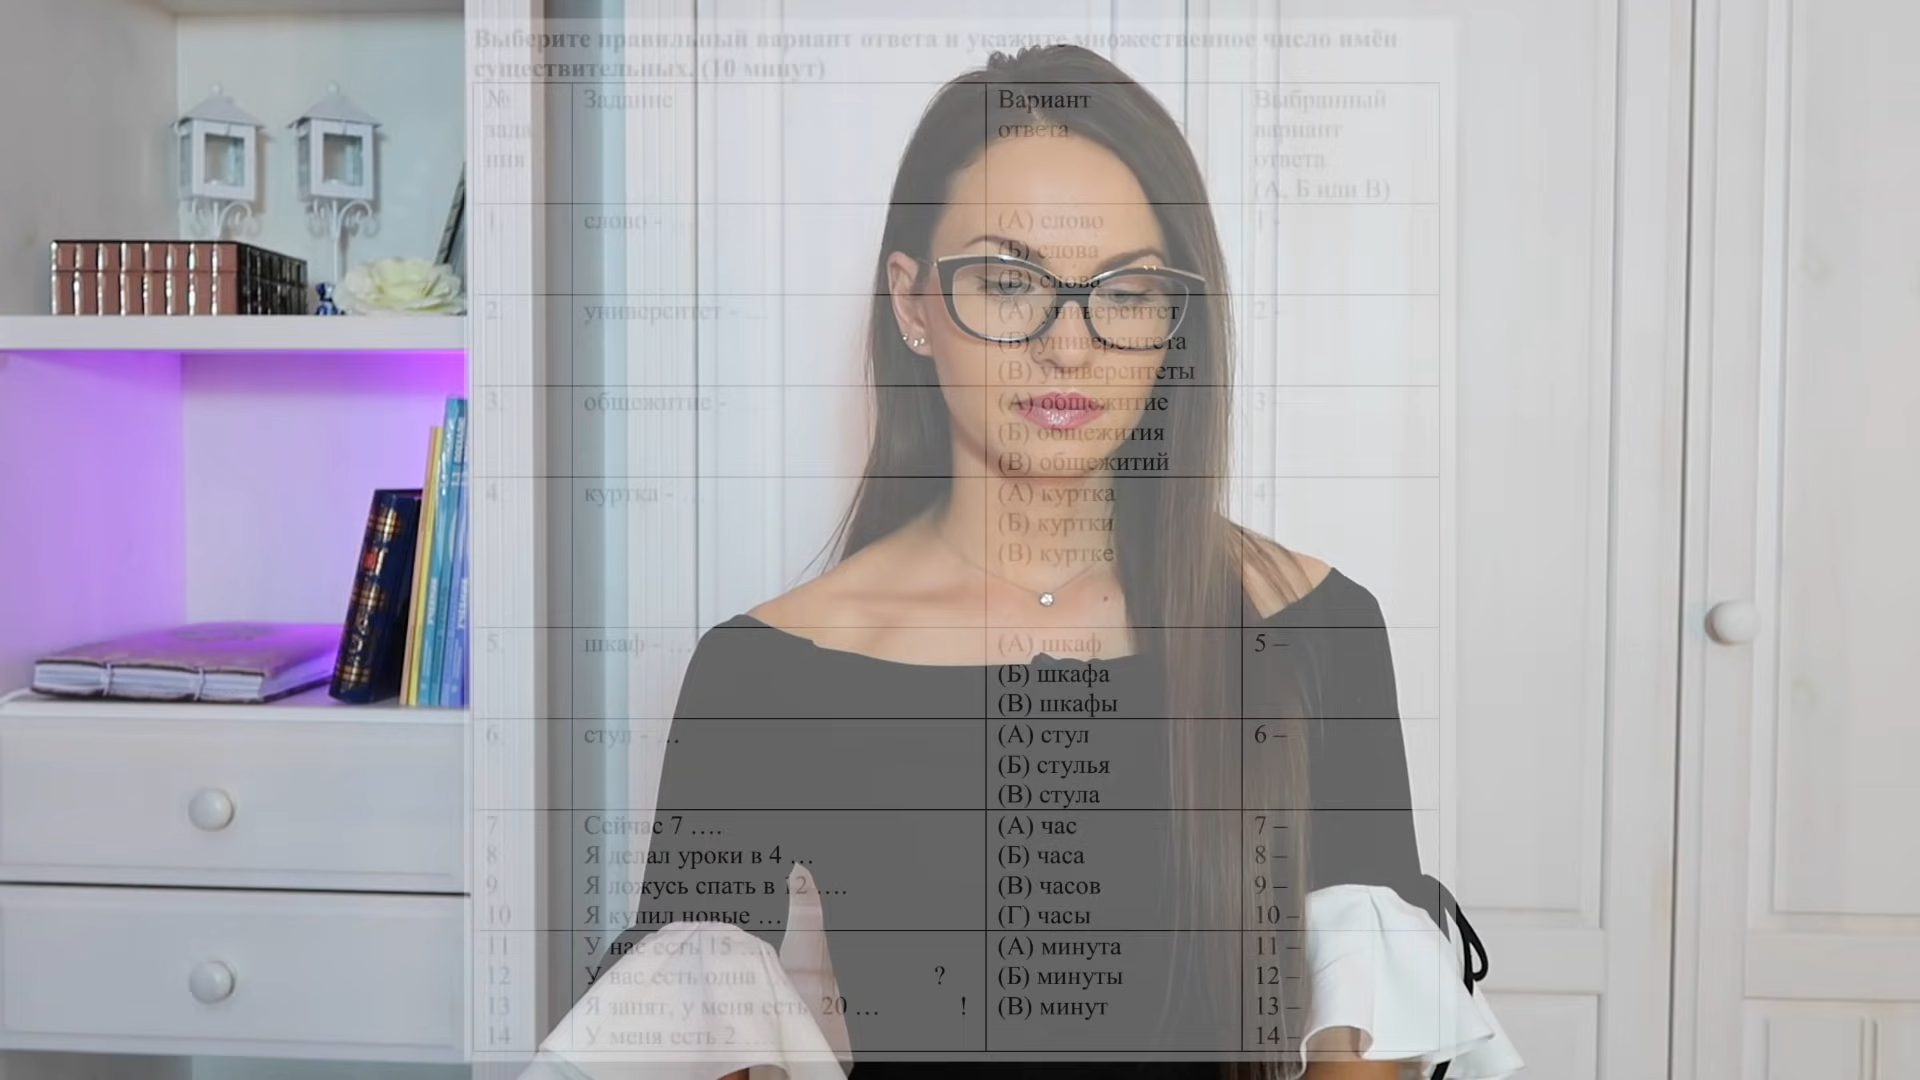 Выберите правильный вариант ответа и укажите множественное число имён
существительных. (10 минут)
№
зада
ния
Задание
Вариант
ответа
Выбранный
вариант
ответа
(А, Б или В)
1.
слово - …
(А) слово
(Б) слова
(В) слова
1 -
2.
университет - …
(А) университет
(Б) университета
(В) университеты
2 -
3.
общежитие - …
(А) общежитие
(Б) общежития
(В) общежитий
3 –
4.
куртка - …
(А) куртка
(Б) куртки
(В) куртке
4 -
5.
шкаф - …
(А) шкаф
(Б) шкафа
(В) шкафы
5 –
6.
стул - …
(А) стул
(Б) стулья
(В) стула
6 –
7
Сейчас 7 ….
(А) час
7 –
8
Я делал уроки в 4 …
(Б) часа
8 –
9
Я ложусь спать в 12 ….
(В) часов
9 –
10
Я купил новые …
(Г) часы
10 –
11
У нас есть 15 ….
(А) минута
11 –
12
У вас есть одна ?
(Б) минуты
12 –
13
Я занят, у меня есть 20 … !
(В) минут
13 –
14
У меня есть 2 ….
14 –